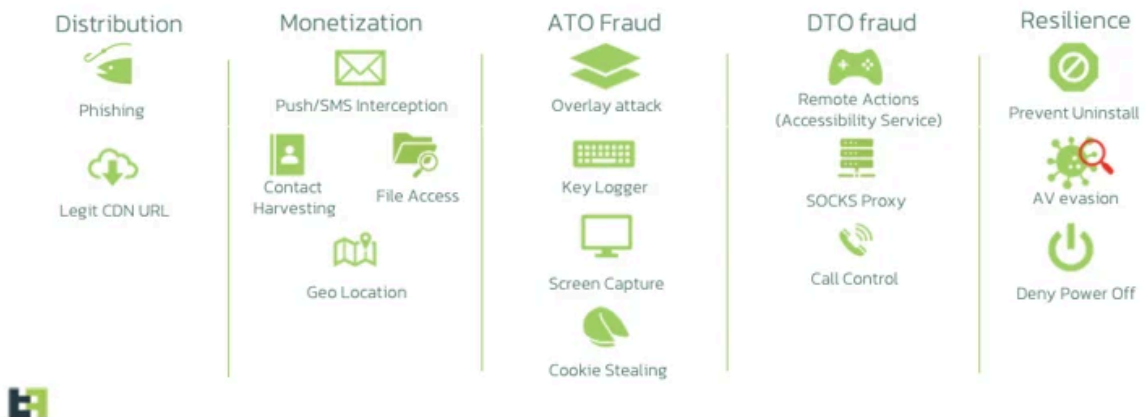 Distribution
Phishing
Legit CDN URL
Monetization
Push/SMS Interception
Contact
Harvesting
File Access
Geo Location
ATO Fraud
Overlay attack
Key Logger
Screen Capture
Cookie Stealing
DTO fraud
Remote Actions
(Accessibility Service)
SOCKS Proxy
Call Control
Resilience
Prevent Uninstall
AV evasion
Deny Power Off